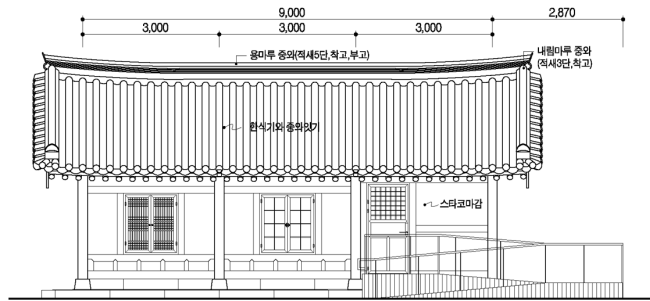 9,000
2,870
3,000
3,000
3,000
용마루 중와(적새5단,착고,부고)
내림마루 중와
(적새3단,착고)
한식기와 중와잇기
스타코마감